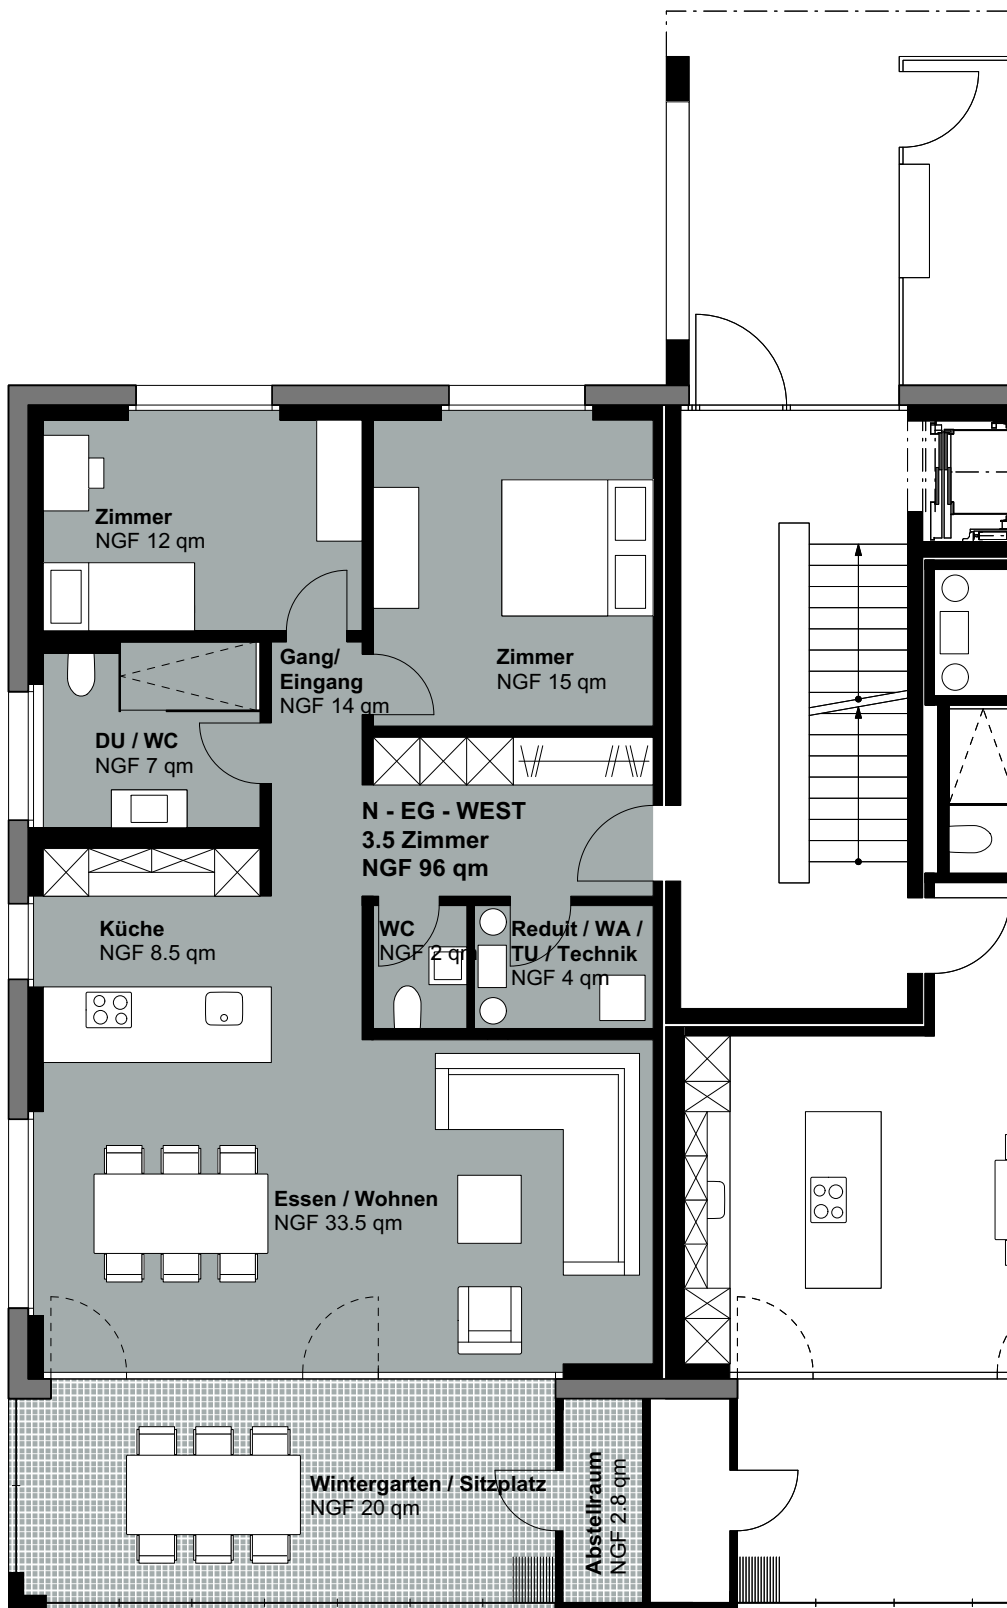 Zimmer
NGF 12 qm
Gang/
Eingang
NGF 14 qm
Zimmer
NGF 15 qm
DU / WC
NGF 7 qm
N - EG - WEST
3.5 Zimmer
NGF 96 qm
Küche
NGF 8.5 qm
WC
NGF 2 qm
Reduit / WA /
TU / Technik
NGF 4 qm
Essen / Wohnen
NGF 33.5 qm
Wintergarten / Sitzplatz
NGF 20 qm
Abstellraum
NGF 2.8 qm